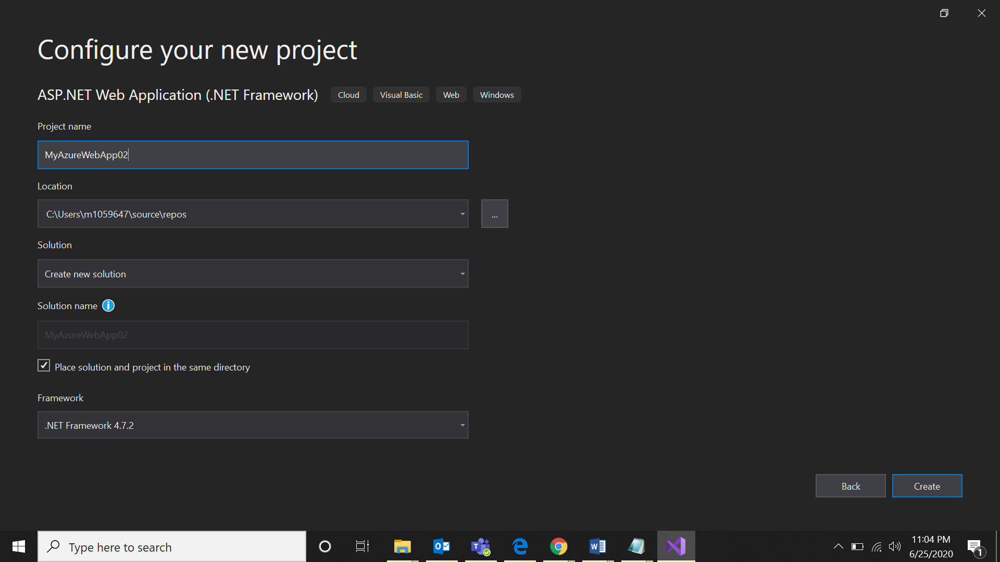 Configure your new project
ASP.NET Web Application (.NET Framework) Cloud Visual Basic Web Windows
Project name
MyAzureWebApp02
Location
C:\Users\m1059647\source\repos
...
Solution
Create new solution
Solution name
MyAzureWebApp02
Place solution and project in the same directory
Framework
.NET Framework 4.7.2
Back Create
Type here to search
11:04 PM
6/25/2020
1